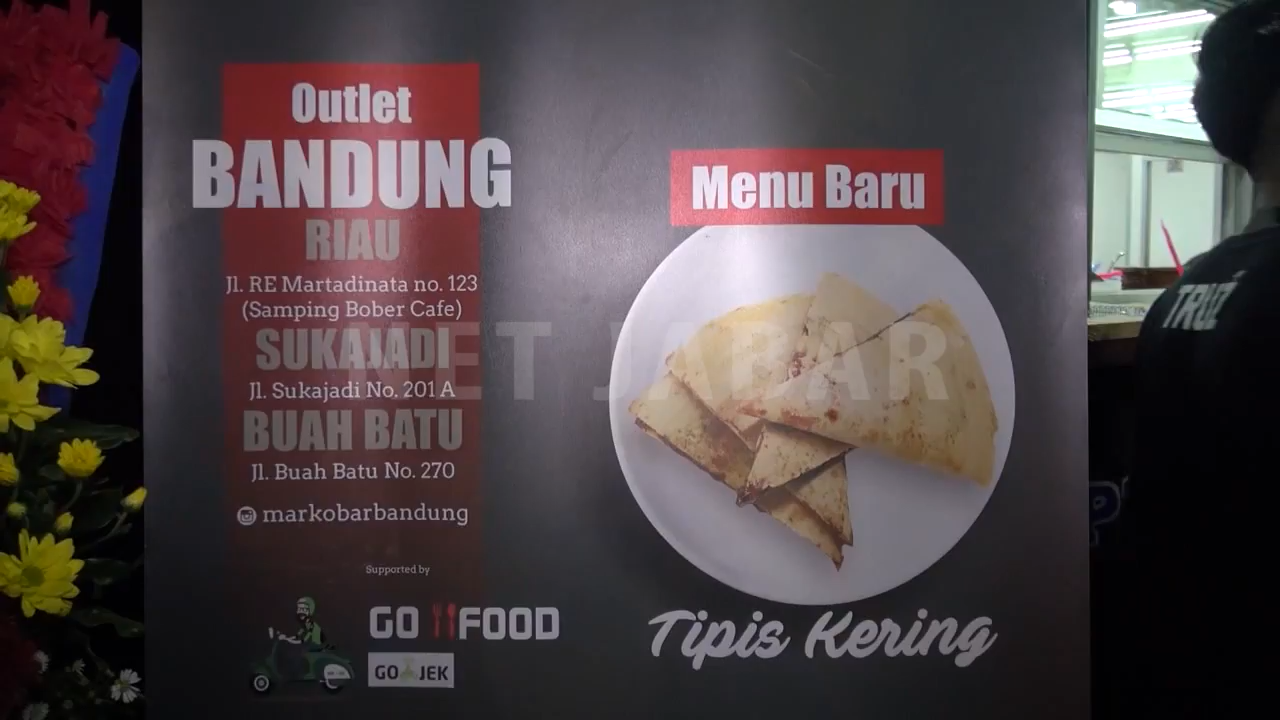 Outlet
BANDUNG
RIAU
Jl. RE Martadinata no. 123
(Samping Bober Cafe)
SUKAJADI
Jl. Sukajadi No. 201 A
BUAH BATU
Jl. Buah Batu No. 270
markobarbandung
Supported by
GO FOOD
GO JEK
Menu Baru
NET JABAR
Tipis Kering